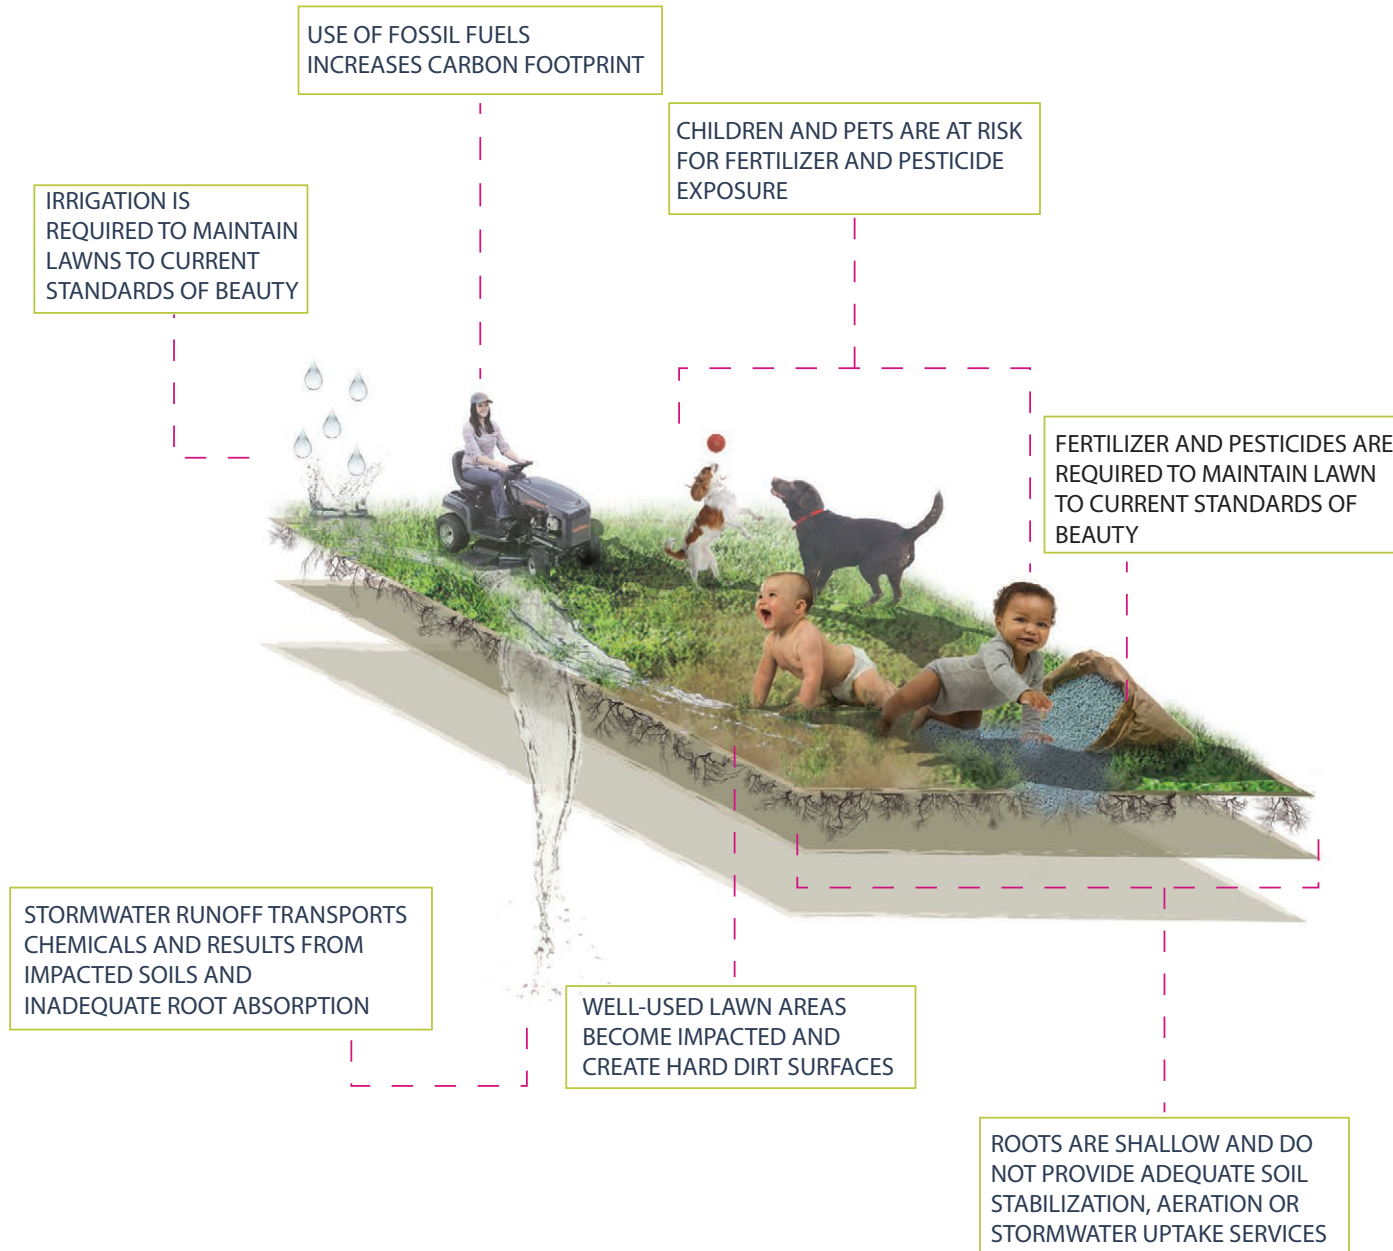 USE OF FOSSIL FUELS
INCREASES CARBON FOOTPRINT
CHILDREN AND PETS ARE AT RISK
FOR FERTILIZER AND PESTICIDE
EXPOSURE
IRRIGATION IS
REQUIRED TO MAINTAIN
LAWNS TO CURRENT
STANDARDS OF BEAUTY
FERTILIZER AND PESTICIDES ARE
REQUIRED TO MAINTAIN LAWN
TO CURRENT STANDARDS OF
BEAUTY
STORMWATER RUNOFF TRANSPORTS
CHEMICALS AND RESULTS FROM
IMPACTED SOILS AND
INADEQUATE ROOT ABSORPTION
WELL-USED LAWN AREAS
BECOME IMPACTED AND
CREATE HARD DIRT SURFACES
ROOTS ARE SHALLOW AND DO
NOT PROVIDE ADEQUATE SOIL
STABILIZATION, AERATION OR
STORMWATER UPTAKE SERVICES